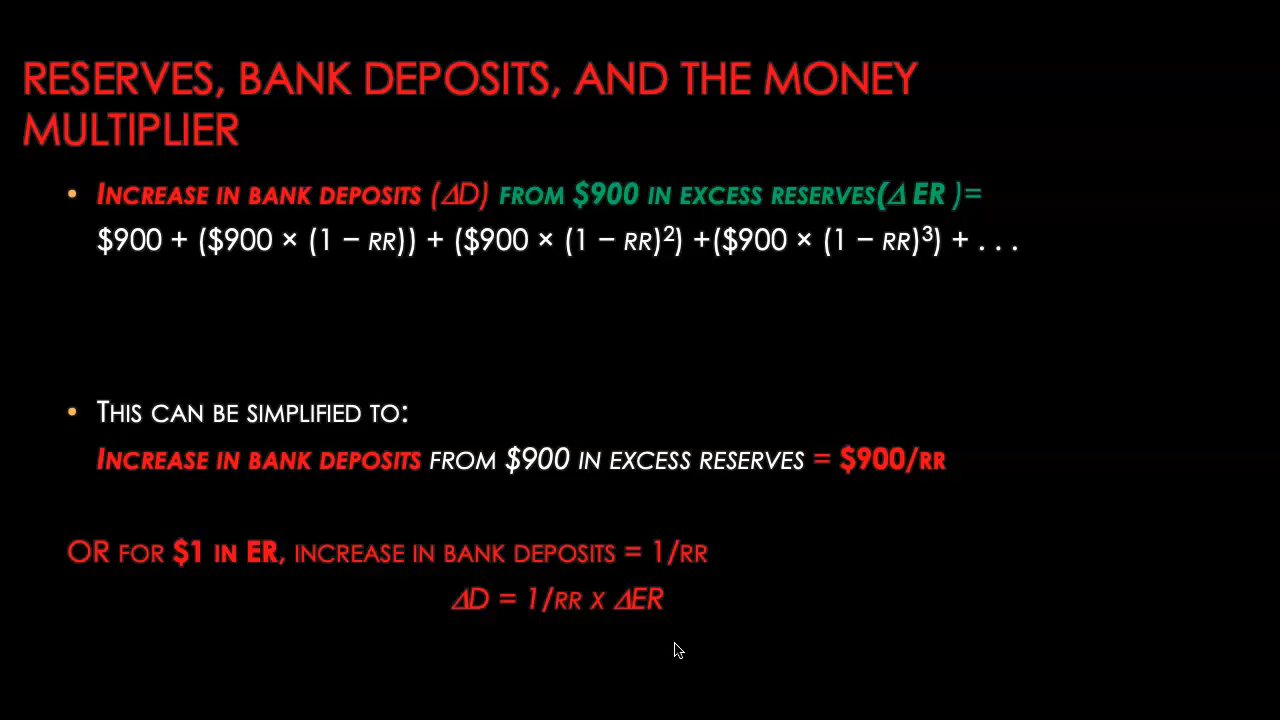 RESERVES, BANK DEPOSITS, AND THE MONEY
MULTIPLIER
• INCREASE IN BANK DEPOSITS (ΔD) FROM $900 IN EXCESS RESERVES(Δ ER )=
$900 + ($900 × (1 − RR)) + ($900 × (1 − RR)²) +($900 × (1 − RR)³) + . . .
• THIS CAN BE SIMPLIFIED TO:
INCREASE IN BANK DEPOSITS FROM $900 IN EXCESS RESERVES = $900/RR
OR FOR $1 IN ER, INCREASE IN BANK DEPOSITS = 1/RR
ΔD = 1/RR X ΔER